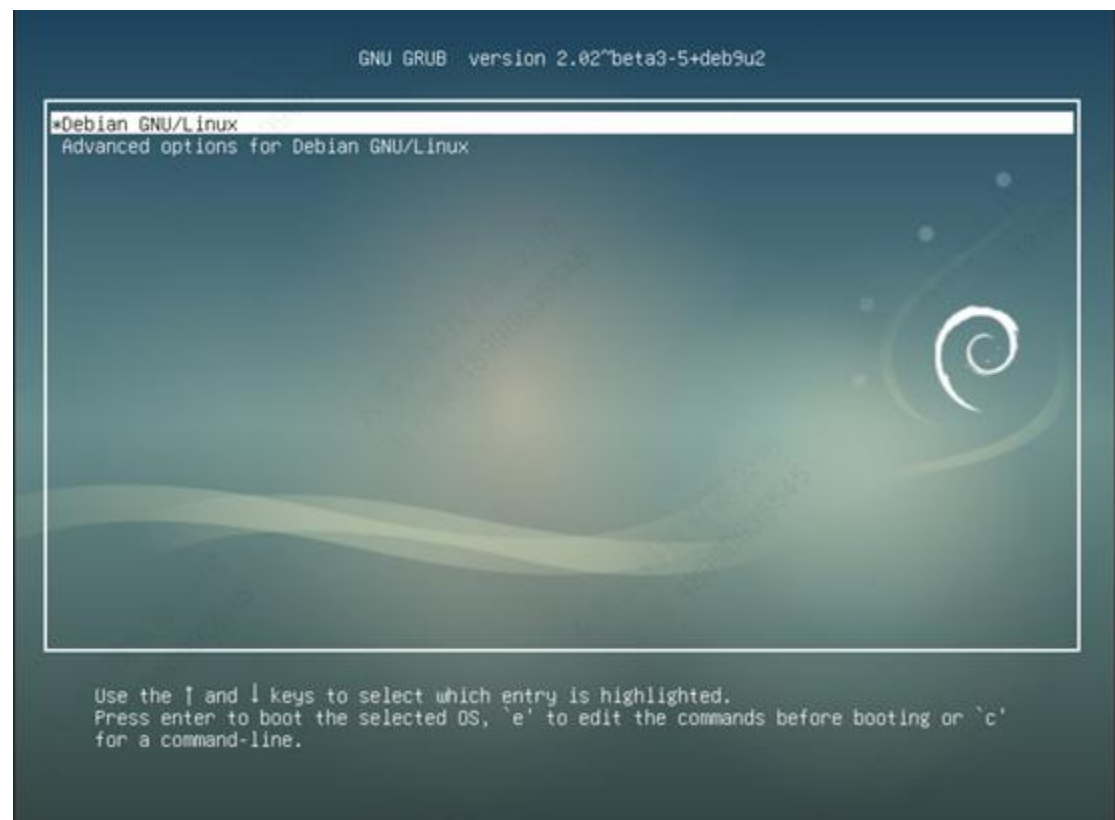 GNU GRUB version 2.02~beta3-5+deb9u2
*Debian GNU/Linux
Advanced options for Debian GNU/Linux
Use the ↑ and ↓ keys to select which entry is highlighted.
Press enter to boot the selected OS, `e' to edit the commands before booting or `c'
for a command-line.